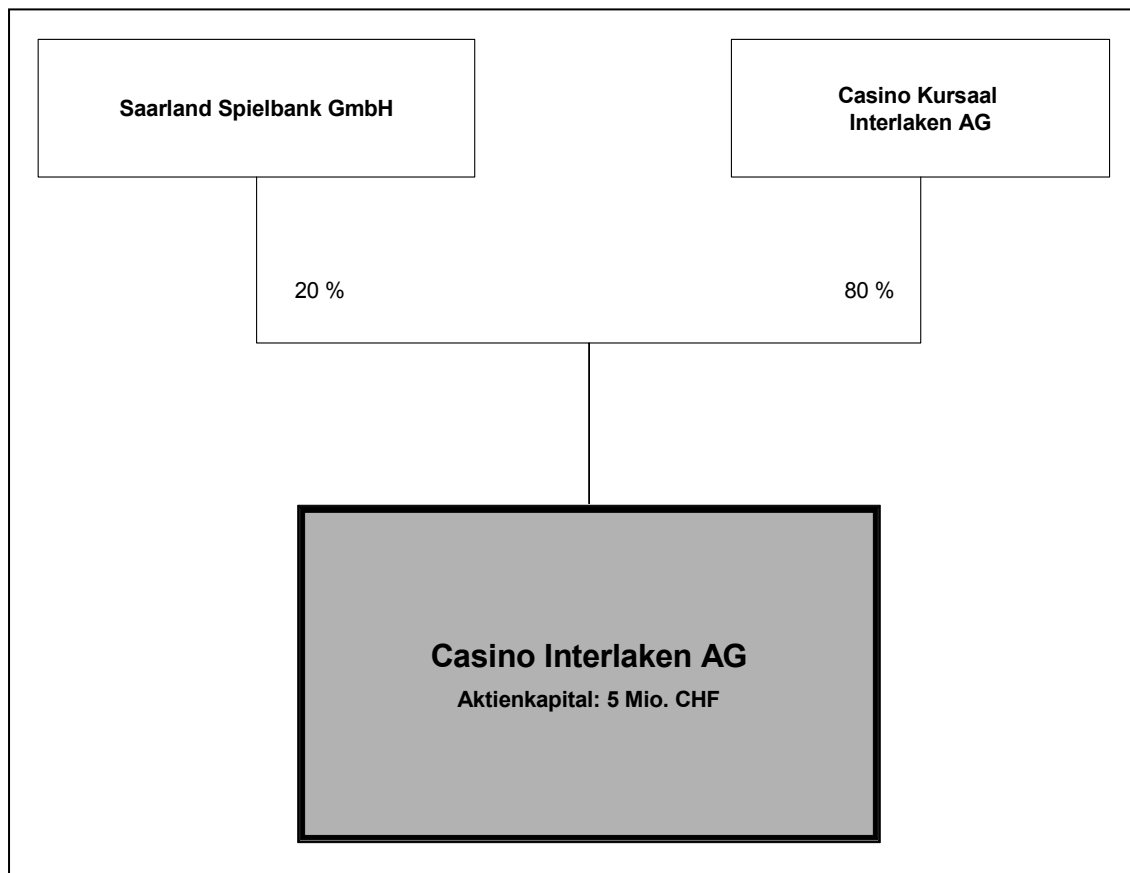 Saarland Spielbank GmbH
Casino Kursaal
Interlaken AG
20 %
80 %
Casino Interlaken AG
Aktienkapital: 5 Mio. CHF